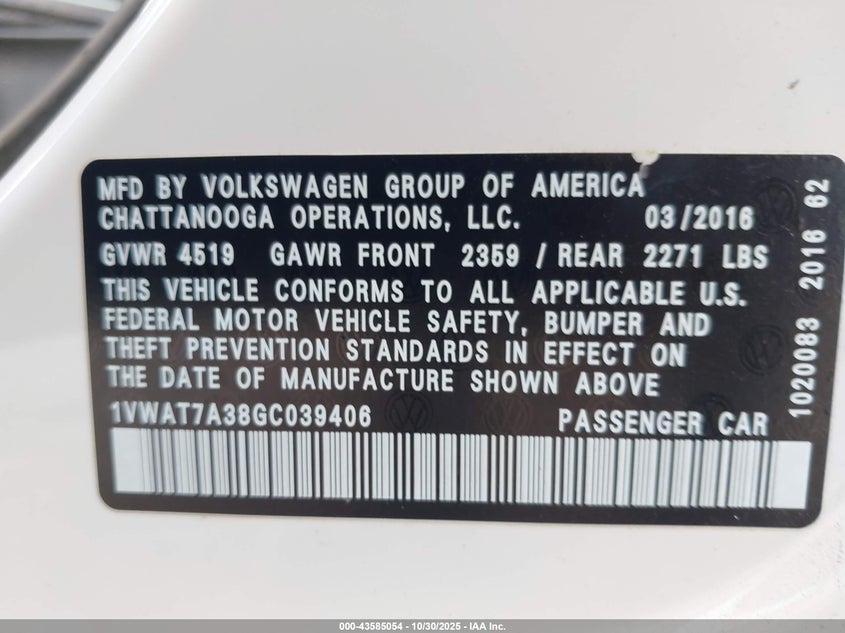 MFD BY VOLKSWAGEN GROUP OF AMERICA
CHATTANOOGA OPERATIONS, LLC. 03/2016
GVWR 4519 GAWR FRONT 2359 / REAR 2271 LBS
THIS VEHICLE CONFORMS TO ALL APPLICABLE U.S.
FEDERAL MOTOR VEHICLE SAFETY, BUMPER AND
THEFT PREVENTION STANDARDS IN EFFECT ON
THE DATE OF MANUFACTURE SHOWN ABOVE
1VWAT7A38GC039406 PASSENGER CAR
1020083 2016 62
000-43585054 - 10/30/2025 - IAA Inc.